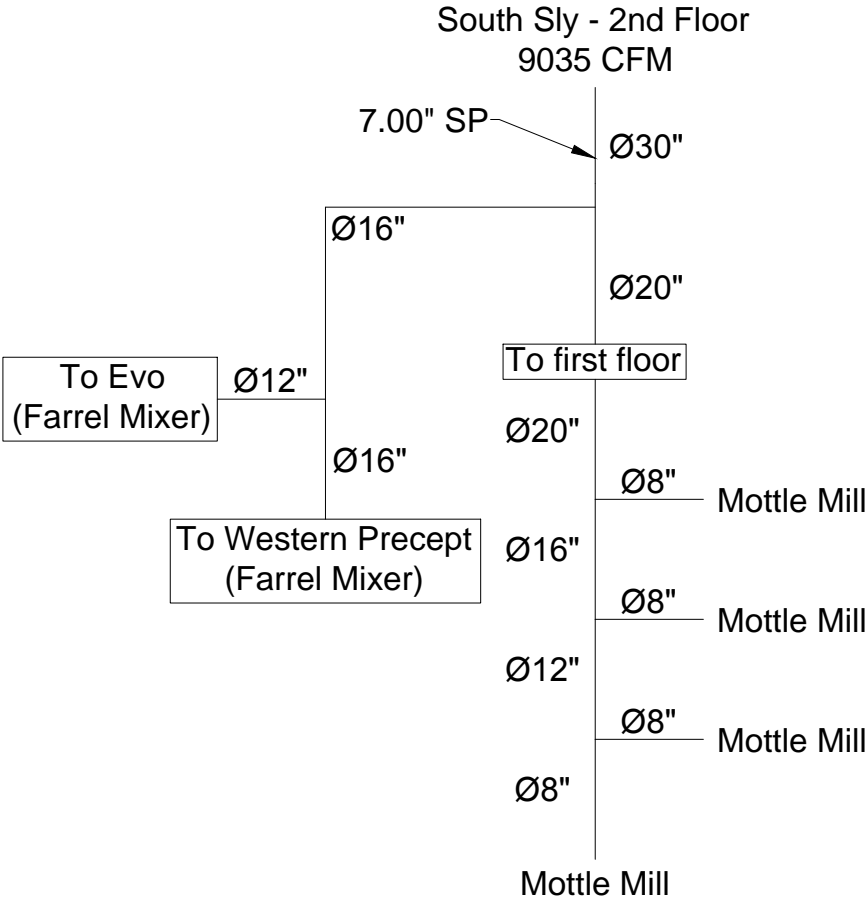 South Sly - 2nd Floor
9035 CFM
7.00" SP
Ø30"
Ø16"
Ø20"
To first floor
To Evo
(Farrel Mixer)
Ø12"
Ø20"
Ø16"
Ø8"
Mottle Mill
To Western Precept
(Farrel Mixer)
Ø16"
Ø8"
Mottle Mill
Ø12"
Ø8"
Mottle Mill
Ø8"
Mottle Mill